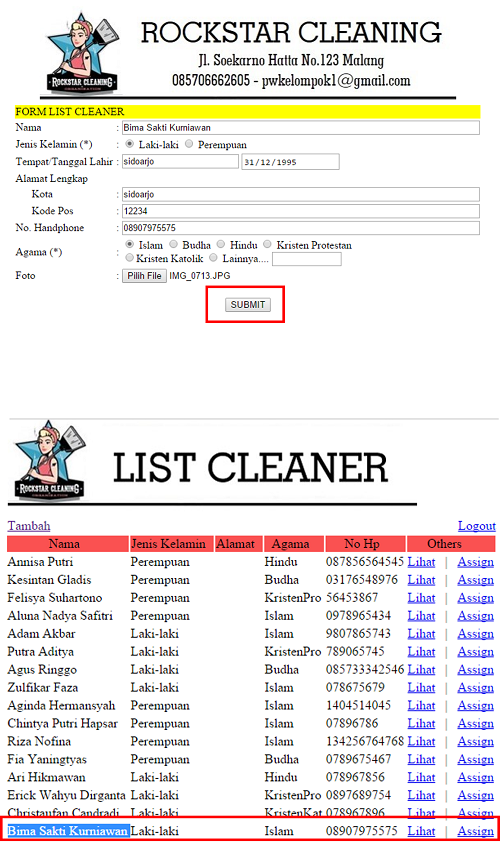 ROCKSTAR CLEANING
Jl. Soekarno Hatta No.123 Malang
085706662605 - pwkelompok1@gmail.com
ROCKSTAR CLEANING
ORGANIZATION
FORM LIST CLEANER
Nama : Bima Sakti Kurniawan
Jenis Kelamin (*) : Laki-laki Perempuan
Tempat/Tanggal Lahir : sidoarjo 31/12/1995
Alamat Lengkap
Kota : sidoarjo
Kode Pos : 12234
No. Handphone : 08907975575
Agama (*) : Islam Budha Hindu Kristen Protestan
Kristen Katolik Lainnya....
Foto : Pilih File IMG_0713.JPG
SUBMIT
LIST CLEANER
ROCKSTAR CLEANING
ORGANIZATION
Tambah Logout
Nama Jenis Kelamin Alamat Agama No Hp Others
Annisa Putri Perempuan Hindu 087856564545 Lihat | Assign
Kesintan Gladis Perempuan Budha 03176548976 Lihat | Assign
Felisya Suhartono Perempuan KristenPro 56453867 Lihat | Assign
Aluna Nadya Safitri Perempuan Islam 0978965434 Lihat | Assign
Adam Akbar Laki-laki Islam 9807865743 Lihat | Assign
Putra Aditya Laki-laki KristenPro 789065745 Lihat | Assign
Agus Ringgo Laki-laki Budha 085733342546 Lihat | Assign
Zulfikar Faza Laki-laki Islam 078675679 Lihat | Assign
Aginda Hermansyah Perempuan Islam 1404514045 Lihat | Assign
Chintya Putri Hapsar Perempuan Islam 07896786 Lihat | Assign
Riza Nofina Perempuan Islam 134256764768 Lihat | Assign
Fia Yaningtyas Perempuan Budha 0789675467 Lihat | Assign
Ari Hikmawan Laki-laki Hindu 078967856 Lihat | Assign
Erick Wahyu Dirganta Laki-laki KristenPro 0897689754 Lihat | Assign
Christaufan Candradi Laki-laki KristenKat 078967896 Lihat | Assign
Bima Sakti Kurniawan Laki-laki Islam 08907975575 Lihat | Assign